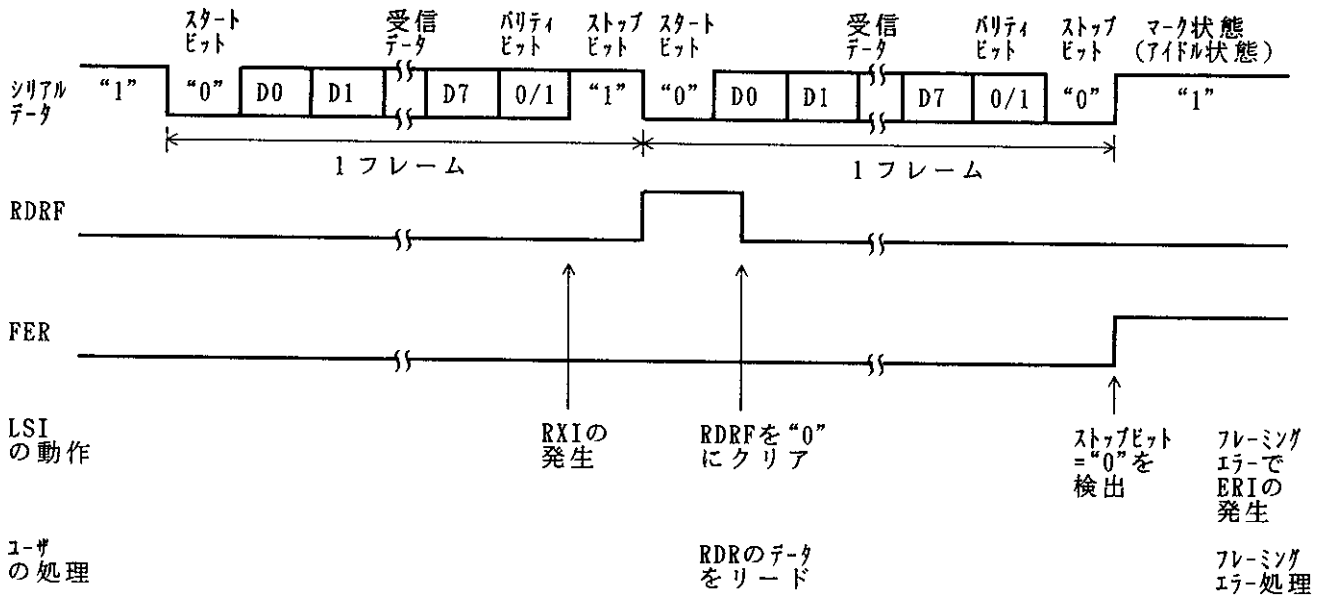 スタート
ビット
受信
データ
パリティ
ビット
ストップ
ビット
スタート
ビット
受信
データ
パリティ
ビット
ストップ
ビット
マーク状態
(アイドル状態)
シリアル
データ
“1”
“0”
D0
D1
D7
0/1
“1”
“0”
D0
D1
D7
0/1
“0”
“1”
1フレーム
1フレーム
RDRF
FER
LSI
の動作
RXIの
発生
RDRFを“0”
にクリア
ストップビット
=“0”を
検出
フレーミング
エラーで
ERIの
発生
ユーザ
の処理
RDRのデータ
をリード
フレーミング
エラー処理